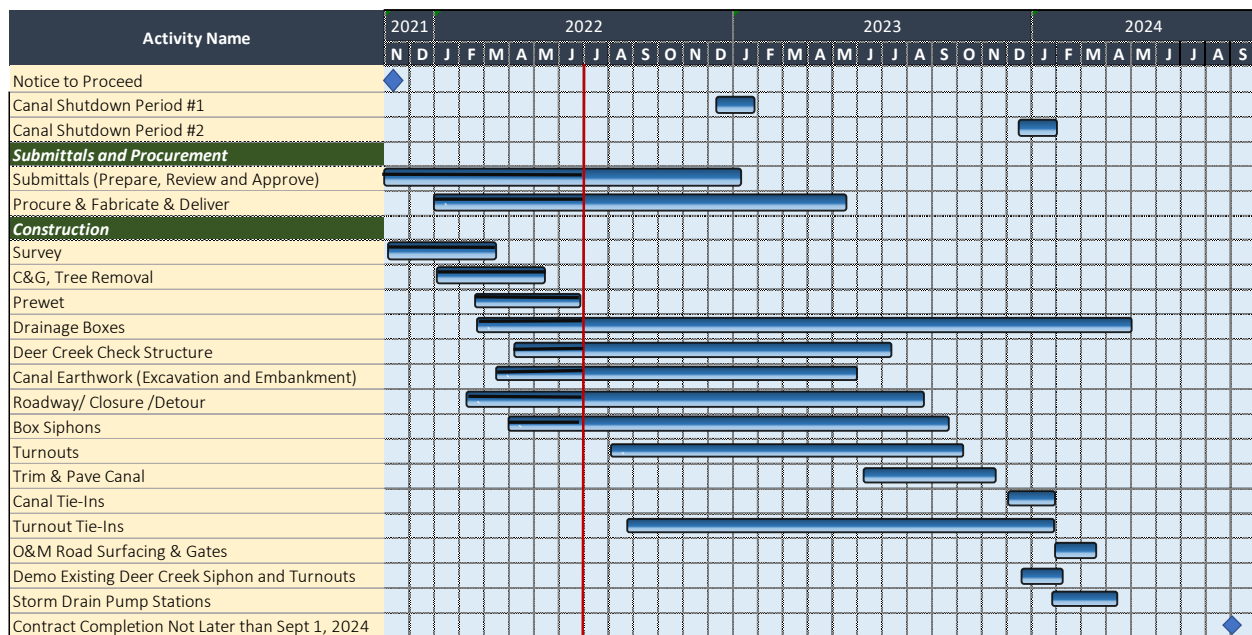 Activity Name
2021 2022 2023 2024
N D J F M A M J J A S O N D J F M A M J J A S O N D J F M A M J J A S
Notice to Proceed
Canal Shutdown Period #1
Canal Shutdown Period #2
Submittals and Procurement
Submittals (Prepare, Review and Approve)
Procure & Fabricate & Deliver
Construction
Survey
C&G, Tree Removal
Prewet
Drainage Boxes
Deer Creek Check Structure
Canal Earthwork (Excavation and Embankment)
Roadway/ Closure /Detour
Box Siphons
Turnouts
Trim & Pave Canal
Canal Tie-Ins
Turnout Tie-Ins
O&M Road Surfacing & Gates
Demo Existing Deer Creek Siphon and Turnouts
Storm Drain Pump Stations
Contract Completion Not Later than Sept 1, 2024